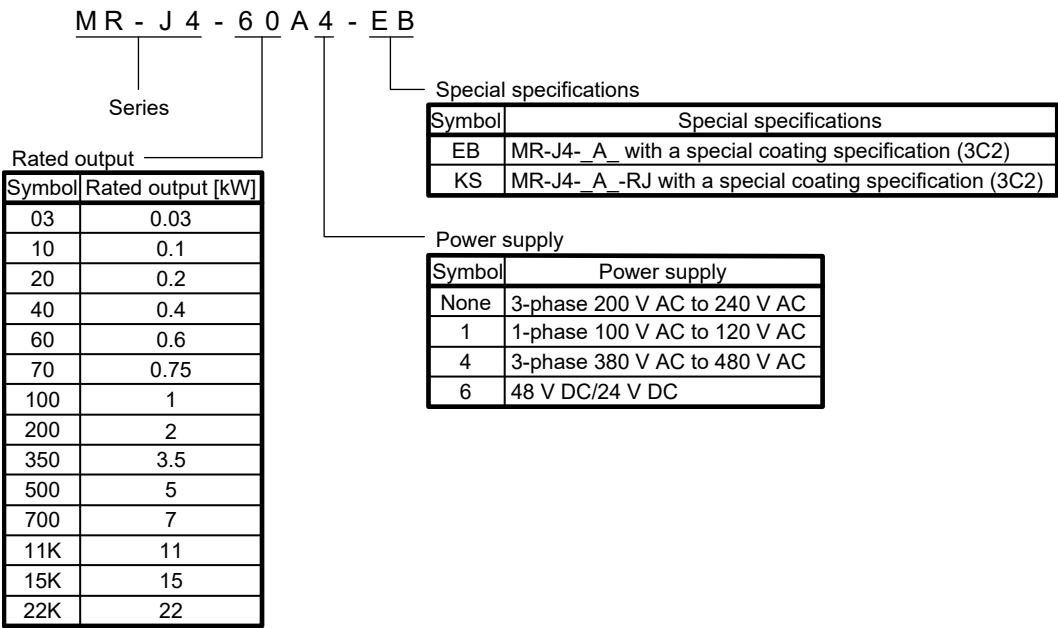 MR-J4-60A4-EB
Series
Rated output
Symbol Rated output [kW]
03 0.03
10 0.1
20 0.2
40 0.4
60 0.6
70 0.75
100 1
200 2
350 3.5
500 5
700 7
11K 11
15K 15
22K 22
Special specifications
Symbol Special specifications
EB MR-J4-_A_ with a special coating specification (3C2)
KS MR-J4-_A_-RJ with a special coating specification (3C2)
Power supply
Symbol Power supply
None 3-phase 200 V AC to 240 V AC
1 1-phase 100 V AC to 120 V AC
4 3-phase 380 V AC to 480 V AC
6 48 V DC/24 V DC